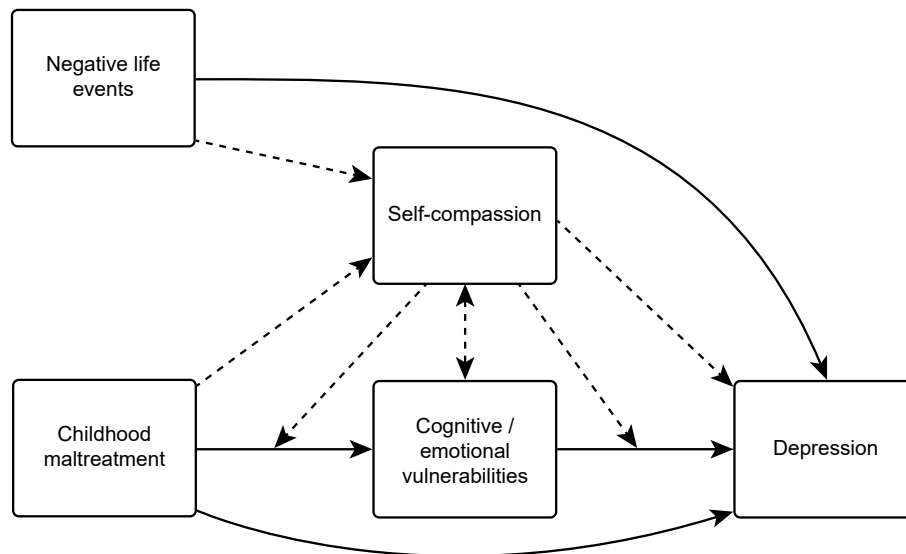 Negative life
events
Self-compassion
Childhood
maltreatment
Cognitive /
emotional
vulnerabilities
Depression